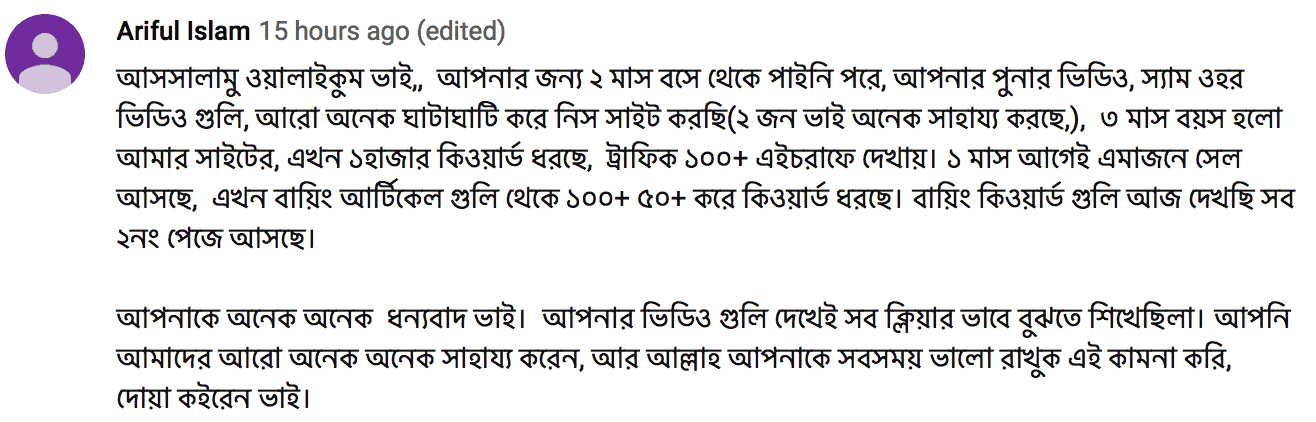 Ariful Islam 15 hours ago (edited)
আসসালামু ওয়ালাইকুম ভাই,, আপনার জন্য ২ মাস বসে থেকে পাইনি পরে, আপনার পুনার ভিডিও, স্যাম ওহর
ভিডিও গুলি, আরো অনেক ঘাটাঘাটি করে নিস সাইট করছি(২ জন ভাই অনেক সাহায্য করছে,), ৩ মাস বয়স হলো
আমার সাইটের, এখন ১হাজার কিওয়ার্ড ধরছে, ট্রাফিক ১০০+ এইচরাফে দেখায়। ১ মাস আগেই এমাজনে সেল
আসছে, এখন বায়িং আর্টিকেল গুলি থেকে ১০০+ ৫০+ করে কিওয়ার্ড ধরছে। বায়িং কিওয়ার্ড গুলি আজ দেখছি সব
২নং পেজে আসছে।
আপনাকে অনেক অনেক ধন্যবাদ ভাই। আপনার ভিডিও গুলি দেখেই সব ক্লিয়ার ভাবে বুঝতে শিখেছিলা। আপনি
আমাদের আরো অনেক অনেক সাহায্য করেন, আর আল্লাহ আপনাকে সবসময় ভালো রাখুক এই কামনা করি,
দোয়া কইরেন ভাই।